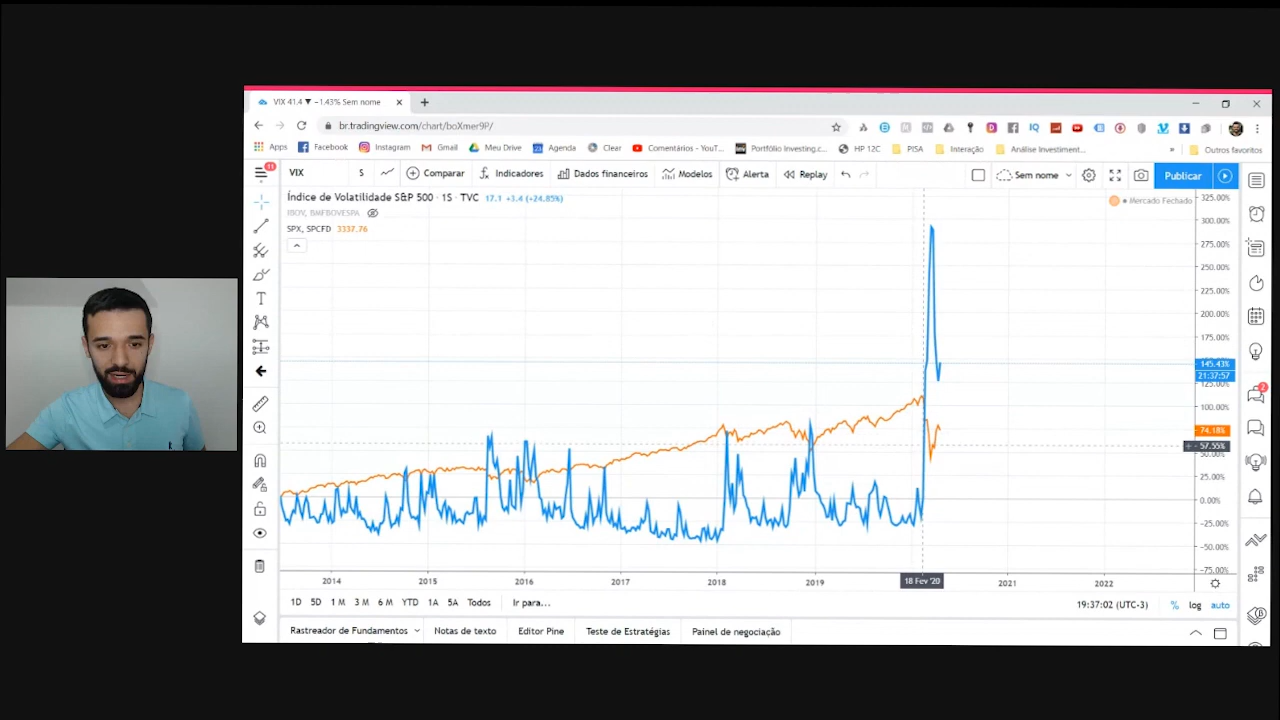 VIX 41.4 ▼ −1.43% Sem nome
br.tradingview.com/chart/boXmer9P/
Apps Facebook Instagram Gmail Meu Drive Agenda Clear Comentários - YouT... Portfólio Investing.c... HP 12C PISA Interação Análise Investiment... » Outros favoritos
11 VIX S Comparar Indicadores Dados financeiros Modelos Alerta Replay Sem nome Publicar
Índice de Volatilidade S&P 500 · 1S · TVC 17.1 +3.4 (+24.85%)
Mercado Fechado
IBOV, BMFBOVESPA
SPX, SPCFD 3337.76
325.00%
300.00%
275.00%
250.00%
225.00%
200.00%
175.00%
145.43%
21:37:57
125.00%
100.00%
74.18%
57.55%
50.00%
25.00%
0.00%
-25.00%
-50.00%
-75.00%
2
2014 2015 2016 2017 2018 2019 18 Fev '20 2021 2022
1D 5D 1 M 3 M 6 M YTD 1A 5A Todos Ir para... 19:37:02 (UTC-3) % log auto
Rastreador de Fundamentos Notas de texto Editor Pine Teste de Estratégias Painel de negociação